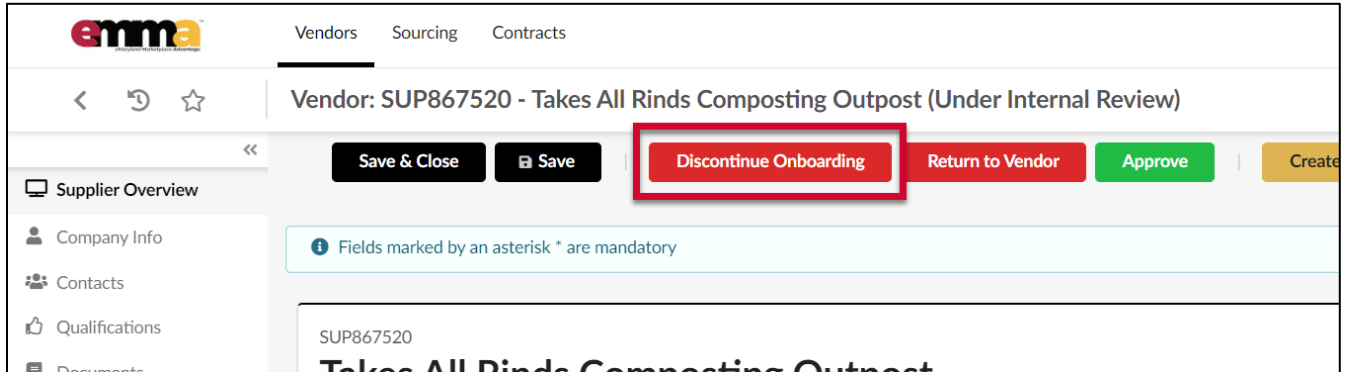 emma
eMaryland Marketplace Advantage
Vendors Sourcing Contracts
Vendor: SUP867520 - Takes All Rinds Composting Outpost (Under Internal Review)
Save & Close Save Discontinue Onboarding Return to Vendor Approve Create
Supplier Overview
Company Info
Fields marked by an asterisk * are mandatory
Contacts
Qualifications
SUP867520
Documents
Takes All Rinds Composting Outpost